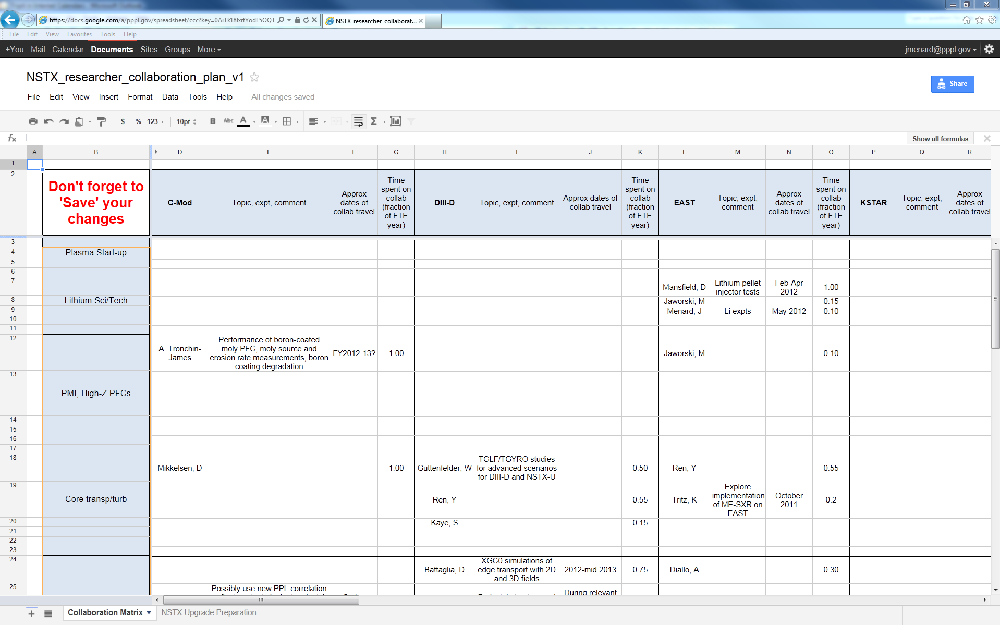 https://docs.google.com/a/pppl.gov/spreadsheet/ccc?key=0AiTk18lxrtYodE5OQT
NSTX_researcher_collaborat...
File Edit View Favorites Tools Help
+You Mail Calendar Documents Sites Groups More
jmenard@pppl.gov
NSTX_researcher_collaboration_plan_v1
Share
File Edit View Insert Format Data Tools Help All changes saved
$ % 123 10pt B Abc A A Σ
fx
Show all formulas
A B D E F G H I J K L M N O P Q R
1
2
Don't forget to
'Save' your
changes
C-Mod
Topic, expt, comment
Approx
dates of
collab travel
Time
spent on
collab
(fraction
of FTE
year)
DIII-D
Topic, expt, comment
Approx dates of
collab travel
Time
spent on
collab
(fraction
of FTE
year)
EAST
Topic, expt,
comment
Approx
dates of
collab travel
Time
spent on
collab
(fraction
of FTE
year)
KSTAR
Topic, expt,
comment
Approx
dates of
collab travel
3
4 Plasma Start-up
5
6
7 Mansfield, D
Lithium pellet
injector tests
Feb-Apr
2012
1.00
8 Lithium Sci/Tech Jaworski, M 0.15
9 Menard, J Li expts May 2012 0.10
10
11
12
A. Tronchin-
James
Performance of boron-coated
moly PFC, moly source and
erosion rate measurements, boron
coating degradation
FY2012-13? 1.00 Jaworski, M 0.10
13
PMI, High-Z PFCs
14
15
16
17
18
Mikkelsen, D 1.00 Guttenfelder, W
TGLF/TGYRO studies
for advanced scenarios
for DIII-D and NSTX-U
0.50 Ren, Y 0.55
19
Core transp/turb Ren, Y 0.55 Tritz, K
Explore
implementation
of ME-SXR on
EAST
October
2011
0.2
20 Kaye, S 0.15
21
22
23
24
Battaglia, D
XGC0 simulations of
edge transport with 2D
and 3D fields
2012-mid 2013 0.75 Diallo, A 0.30
25
Possibly use new PPL correlation
During relevant
Collaboration Matrix NSTX Upgrade Preparation